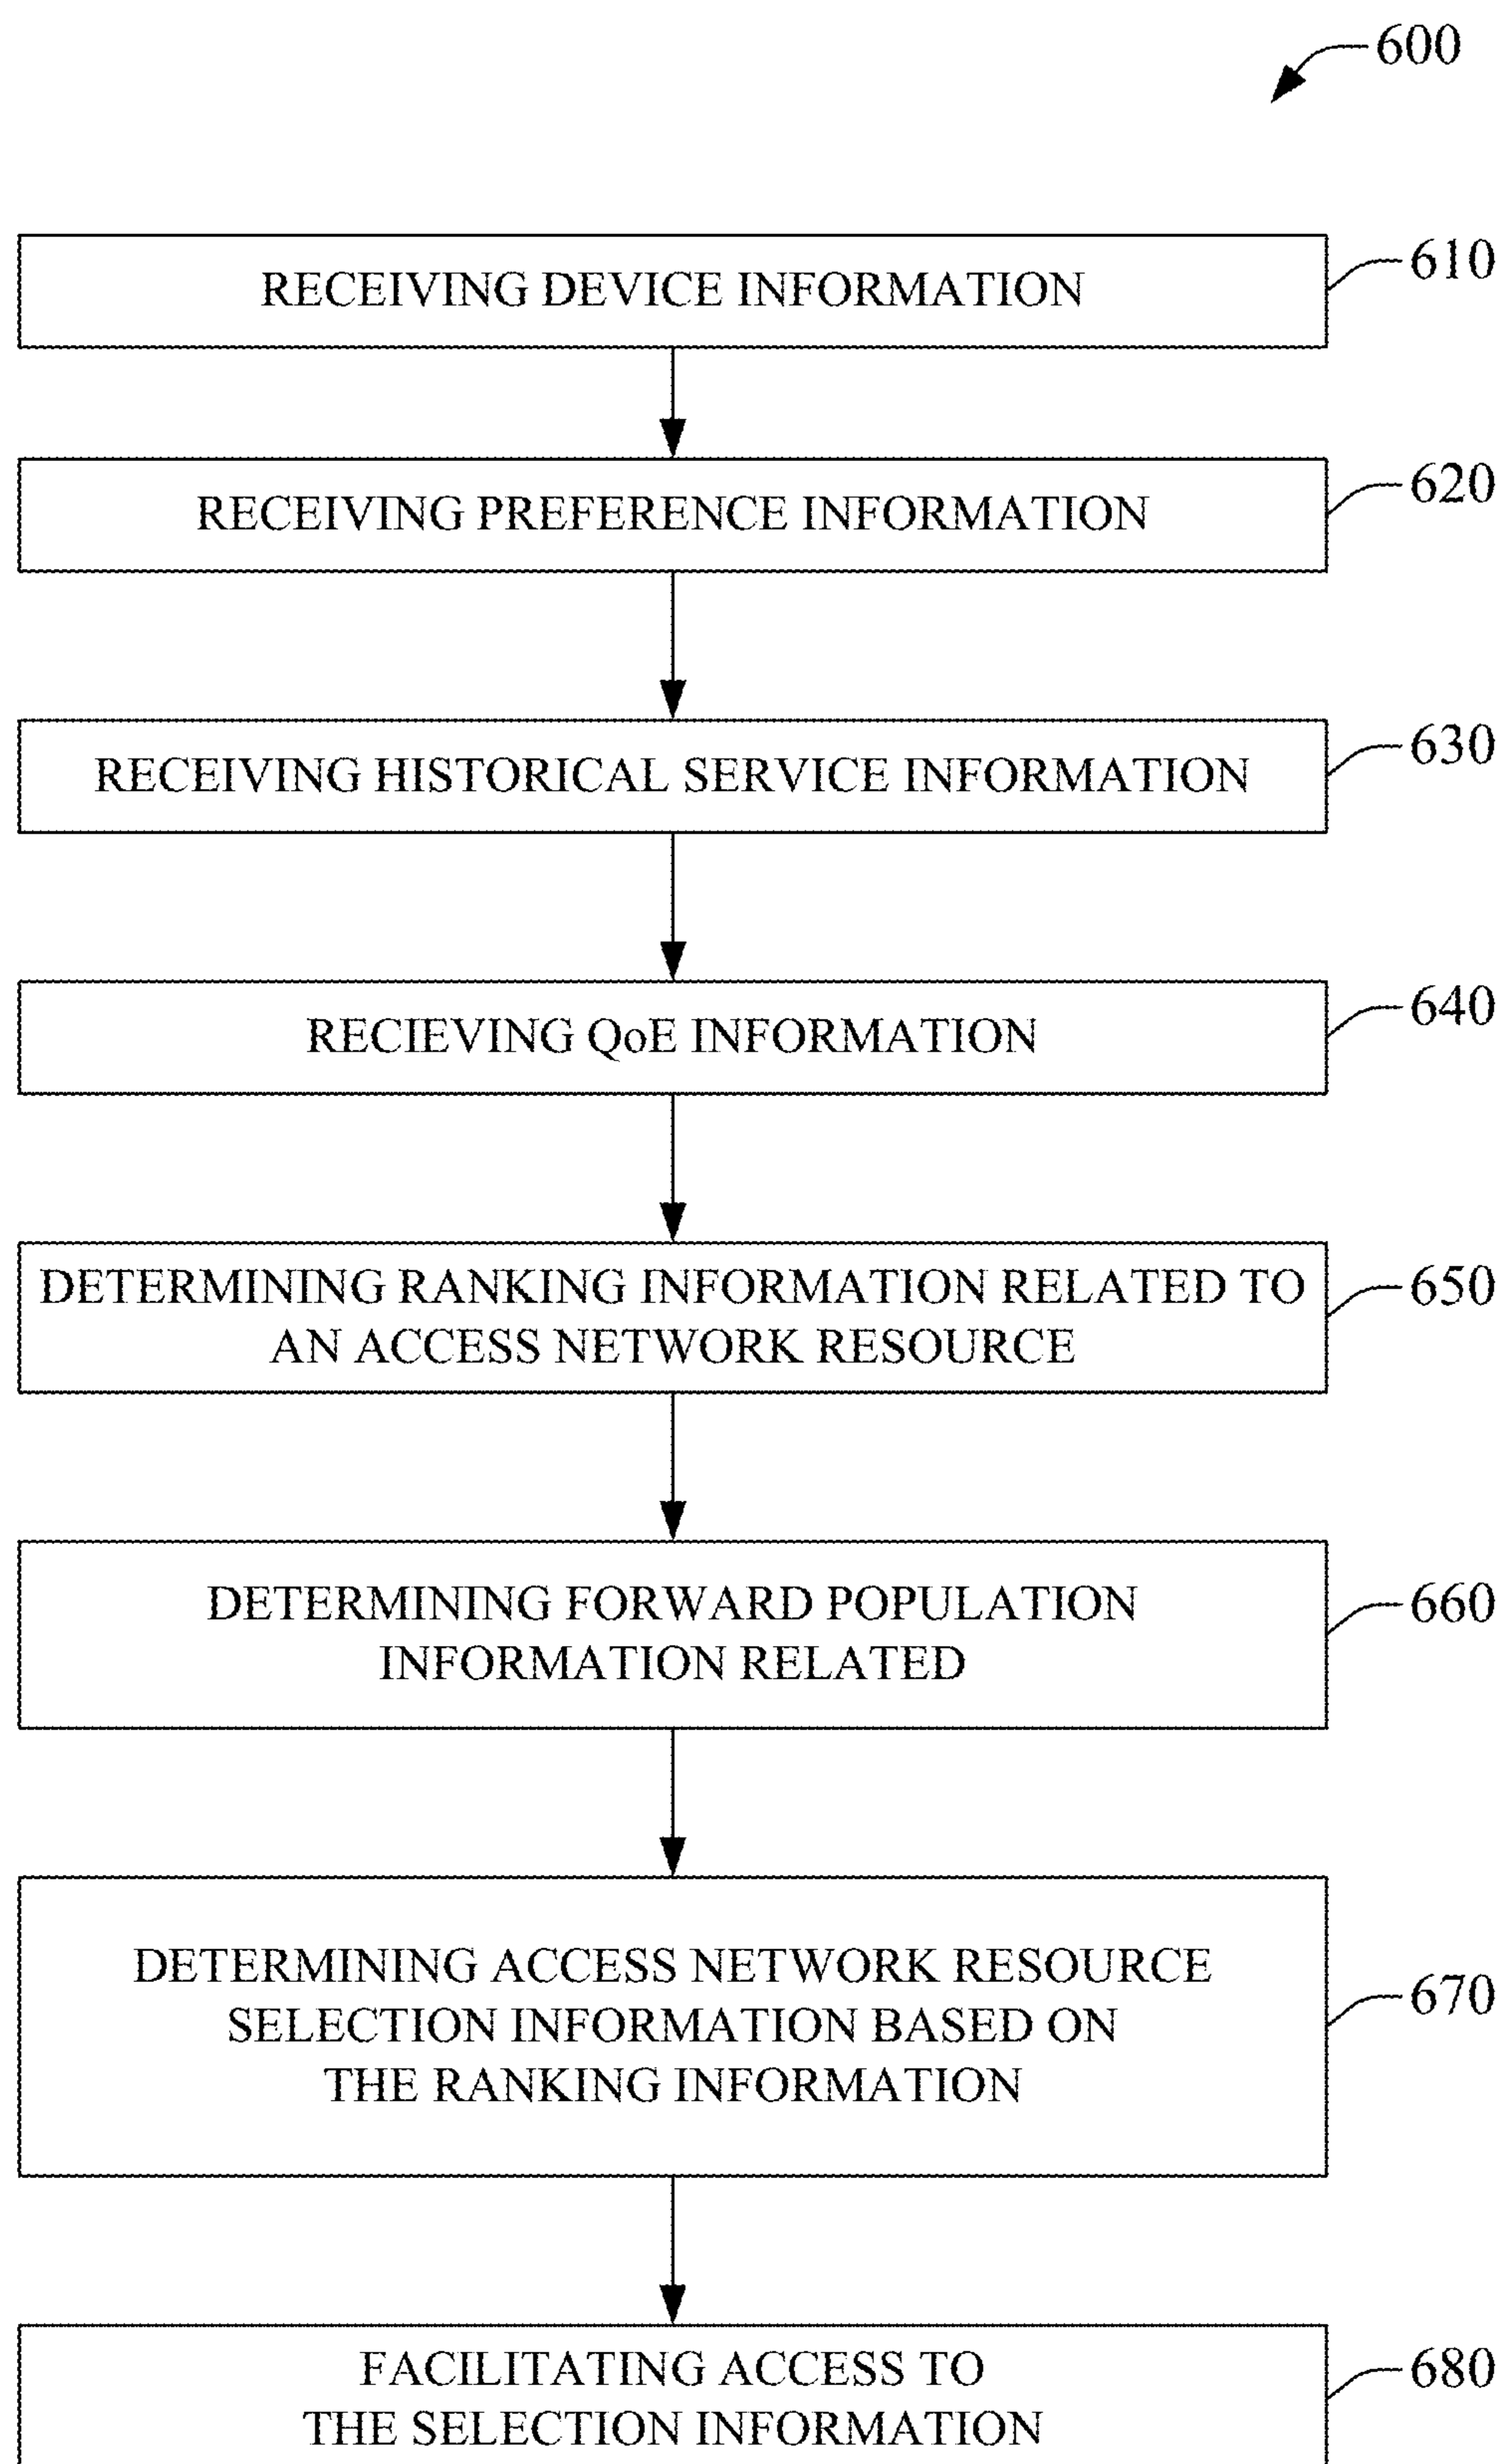 600
RECEIVING DEVICE INFORMATION
610
RECEIVING PREFERENCE INFORMATION
620
RECEIVING HISTORICAL SERVICE INFORMATION
630
RECIEVING QoE INFORMATION
640
DETERMINING RANKING INFORMATION RELATED TO
AN ACCESS NETWORK RESOURCE
650
DETERMINING FORWARD POPULATION
INFORMATION RELATED
660
DETERMINING ACCESS NETWORK RESOURCE
SELECTION INFORMATION BASED ON
THE RANKING INFORMATION
670
FACILITATING ACCESS TO
THE SELECTION INFORMATION
680